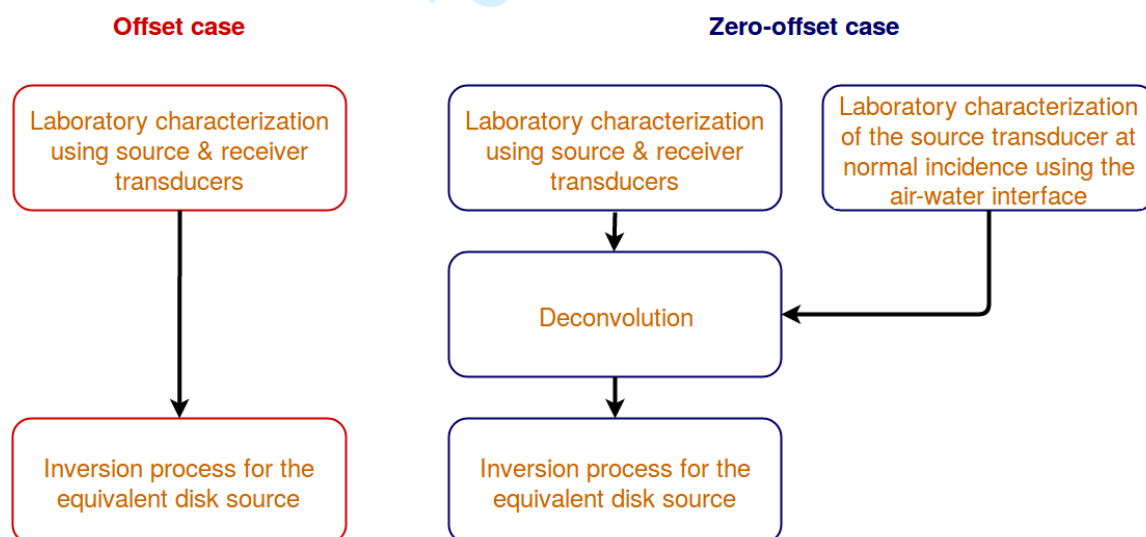 Offset case
Zero-offset case
Laboratory characterization
using source & receiver
transducers
Laboratory characterization
using source & receiver
transducers
Laboratory characterization
of the source transducer at
normal incidence using the
air-water interface
Deconvolution
Inversion process for the
equivalent disk source
Inversion process for the
equivalent disk source